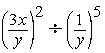 (3x/y)² ÷ (1/y)⁵